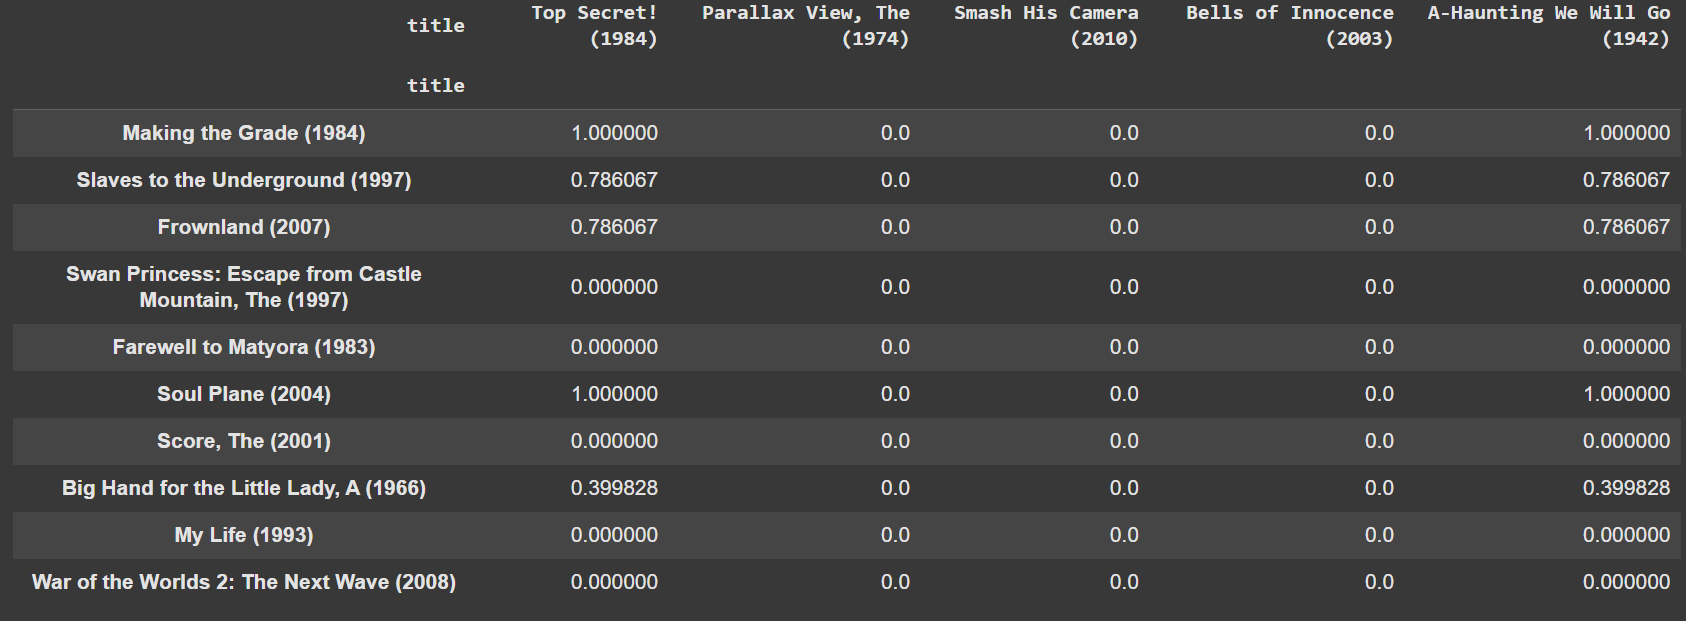 title Top Secret! Parallax View, The Smash His Camera Bells of Innocence A-Haunting We Will Go
(1984) (1974) (2010) (2003) (1942)
title
Making the Grade (1984) 1.000000 0.0 0.0 0.0 1.000000
Slaves to the Underground (1997) 0.786067 0.0 0.0 0.0 0.786067
Frownland (2007) 0.786067 0.0 0.0 0.0 0.786067
Swan Princess: Escape from Castle
Mountain, The (1997) 0.000000 0.0 0.0 0.0 0.000000
Farewell to Matyora (1983) 0.000000 0.0 0.0 0.0 0.000000
Soul Plane (2004) 1.000000 0.0 0.0 0.0 1.000000
Score, The (2001) 0.000000 0.0 0.0 0.0 0.000000
Big Hand for the Little Lady, A (1966) 0.399828 0.0 0.0 0.0 0.399828
My Life (1993) 0.000000 0.0 0.0 0.0 0.000000
War of the Worlds 2: The Next Wave (2008) 0.000000 0.0 0.0 0.0 0.000000